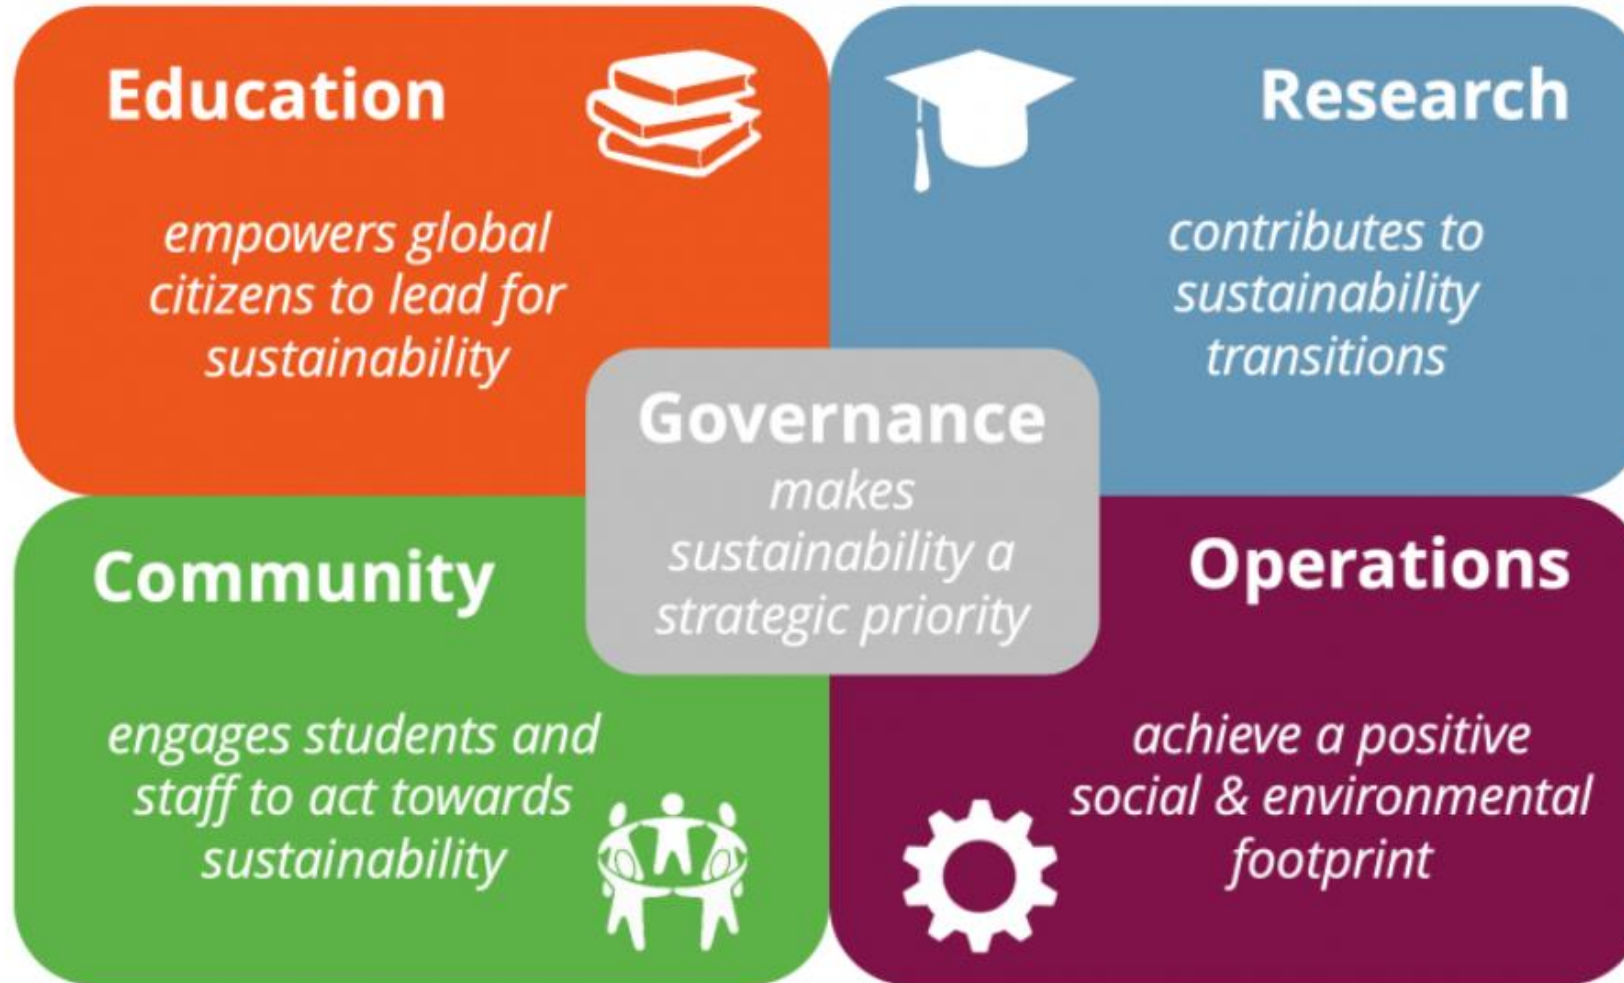 Education
empowers global
citizens to lead for
sustainability
Research
contributes to
sustainability
transitions
Governance
makes
sustainability a
strategic priority
Community
engages students and
staff to act towards
sustainability
Operations
achieve a positive
social & environmental
footprint